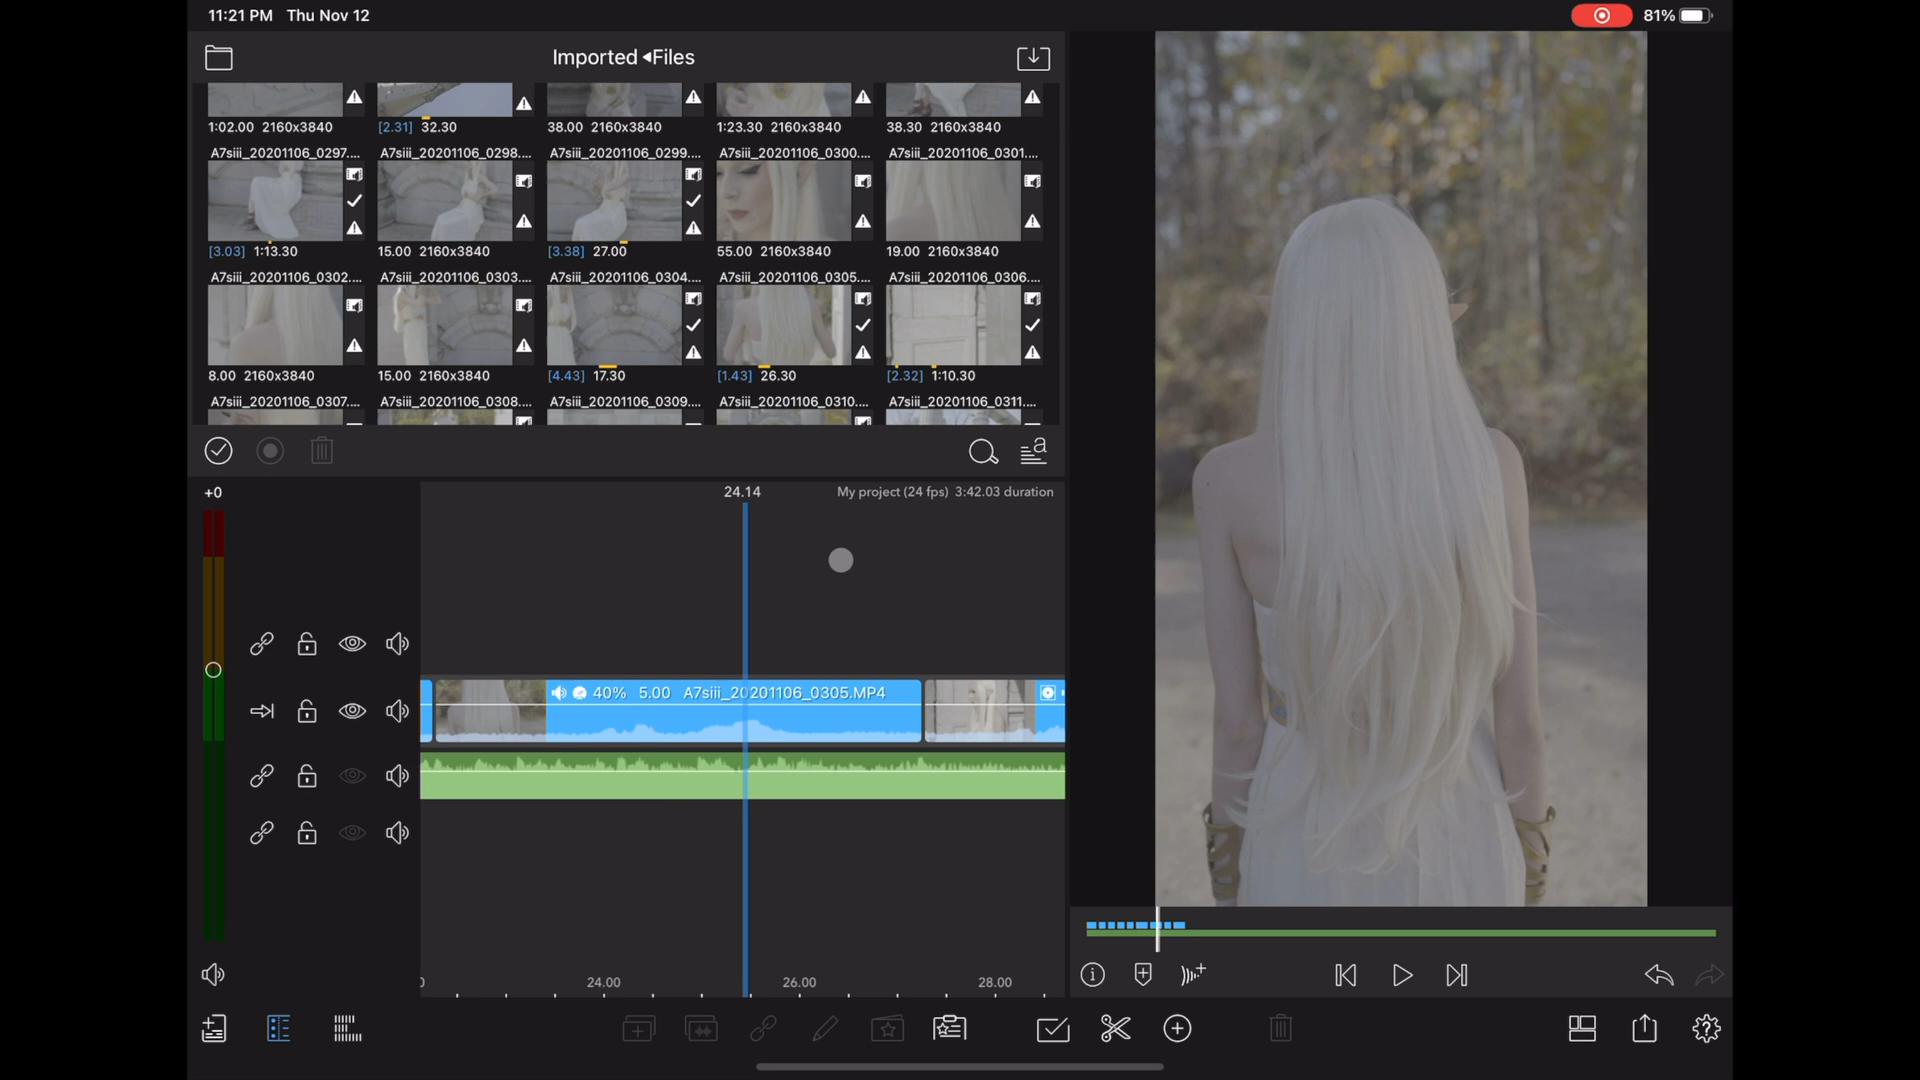 11:21 PM Thu Nov 12
81%
Imported ◂Files
1:02.00 2160x3840
[2.31] 32.30
38.00 2160x3840
1:23.30 2160x3840
38.30 2160x3840
A7siii_20201106_0297....
A7siii_20201106_0298....
A7siii_20201106_0299....
A7siii_20201106_0300....
A7siii_20201106_0301....
[3.03] 1:13.30
15.00 2160x3840
[3.38] 27.00
55.00 2160x3840
19.00 2160x3840
A7siii_20201106_0302....
A7siii_20201106_0303....
A7siii_20201106_0304....
A7siii_20201106_0305....
A7siii_20201106_0306....
8.00 2160x3840
15.00 2160x3840
[4.43] 17.30
[1.43] 26.30
[2.32] 1:10.30
A7siii_20201106_0307....
A7siii_20201106_0308....
A7siii_20201106_0309....
A7siii_20201106_0310....
A7siii_20201106_0311....
a
+0
24.14
My project (24 fps) 3:42.03 duration
40% 5.00 A7siii_20201106_0305.MP4
0
24.00
26.00
28.00